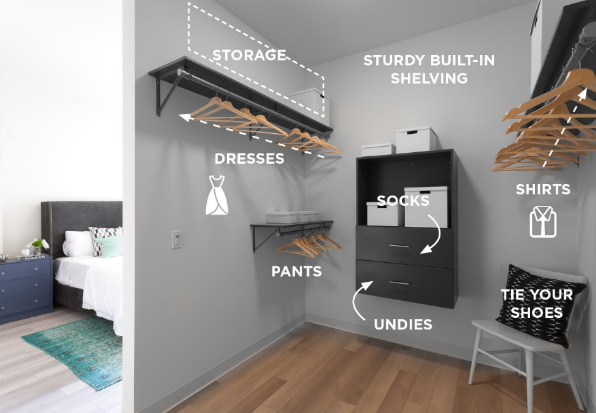 STORAGE
STURDY BUILT-IN
SHELVING
DRESSES
SOCKS
SHIRTS
PANTS
TIE YOUR
SHOES
UNDIES